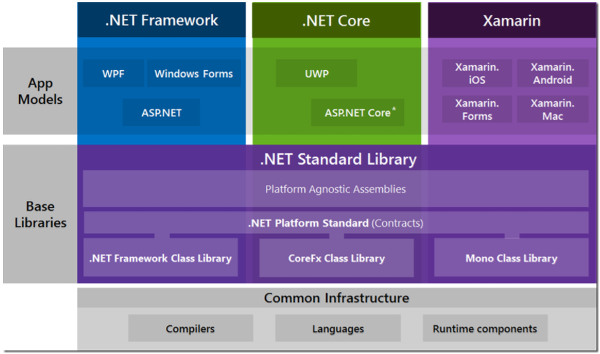 .NET Framework
.NET Core
Xamarin
App
Models
WPF
Windows Forms
ASP.NET
UWP
ASP.NET Core*
Xamarin.
iOS
Xamarin.
Android
Xamarin.
Forms
Xamarin.
Mac
Base
Libraries
.NET Standard Library
Platform Agnostic Assemblies
.NET Platform Standard (Contracts)
.NET Framework Class Library
CoreFx Class Library
Mono Class Library
Common Infrastructure
Compilers
Languages
Runtime components